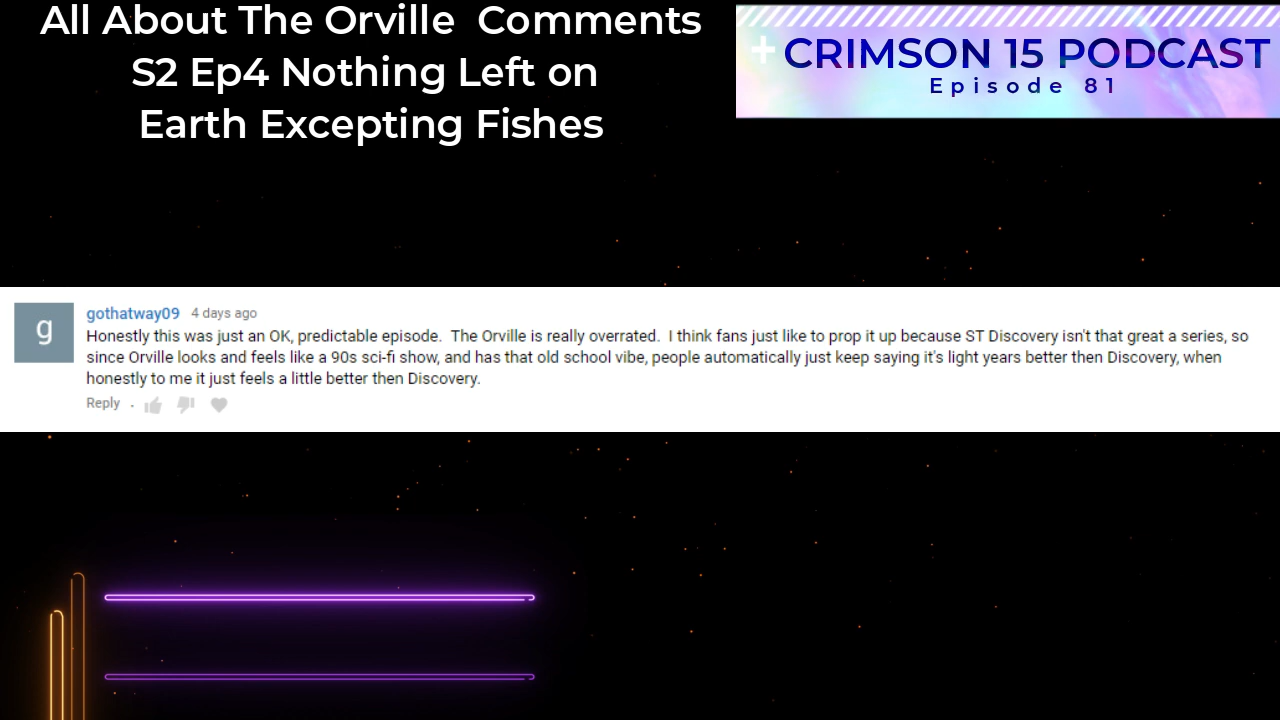 All About The Orville  Comments
S2 Ep4 Nothing Left on
Earth Excepting Fishes
CRIMSON 15 PODCAST
Episode 81
g
gothatway09 4 days ago
Honestly this was just an OK, predictable episode.  The Orville is really overrated.  I think fans just like to prop it up because ST Discovery isn't that great a series, so
since Orville looks and feels like a 90s sci-fi show, and has that old school vibe, people automatically just keep saying it's light years better then Discovery, when
honestly to me it just feels a little better then Discovery.
Reply .